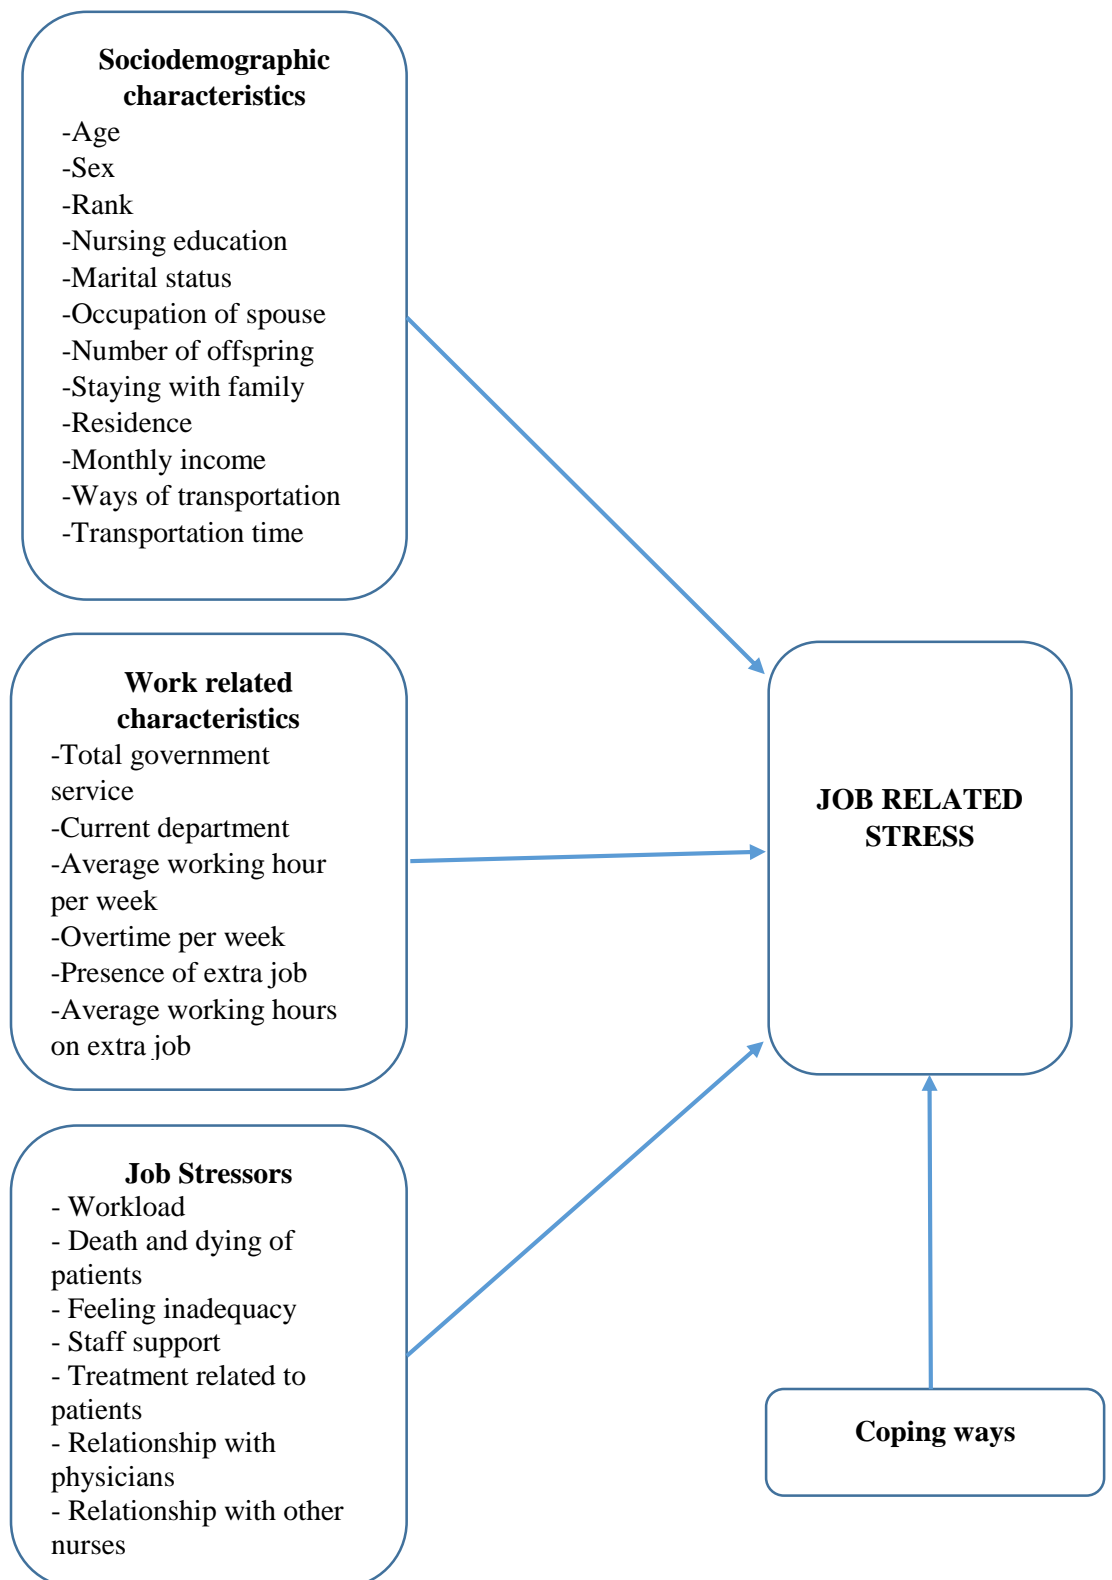 Sociodemographic
characteristics
-Age
-Sex
-Rank
-Nursing education
-Marital status
-Occupation of spouse
-Number of offspring
-Staying with family
-Residence
-Monthly income
-Ways of transportation
-Transportation time
Work related
characteristics
-Total government
service
-Current department
-Average working hour
per week
-Overtime per week
-Presence of extra job
-Average working hours
on extra job
Job Stressors
- Workload
- Death and dying of
patients
- Feeling inadequacy
- Staff support
- Treatment related to
patients
- Relationship with
physicians
- Relationship with other
nurses
JOB RELATED
STRESS
Coping ways